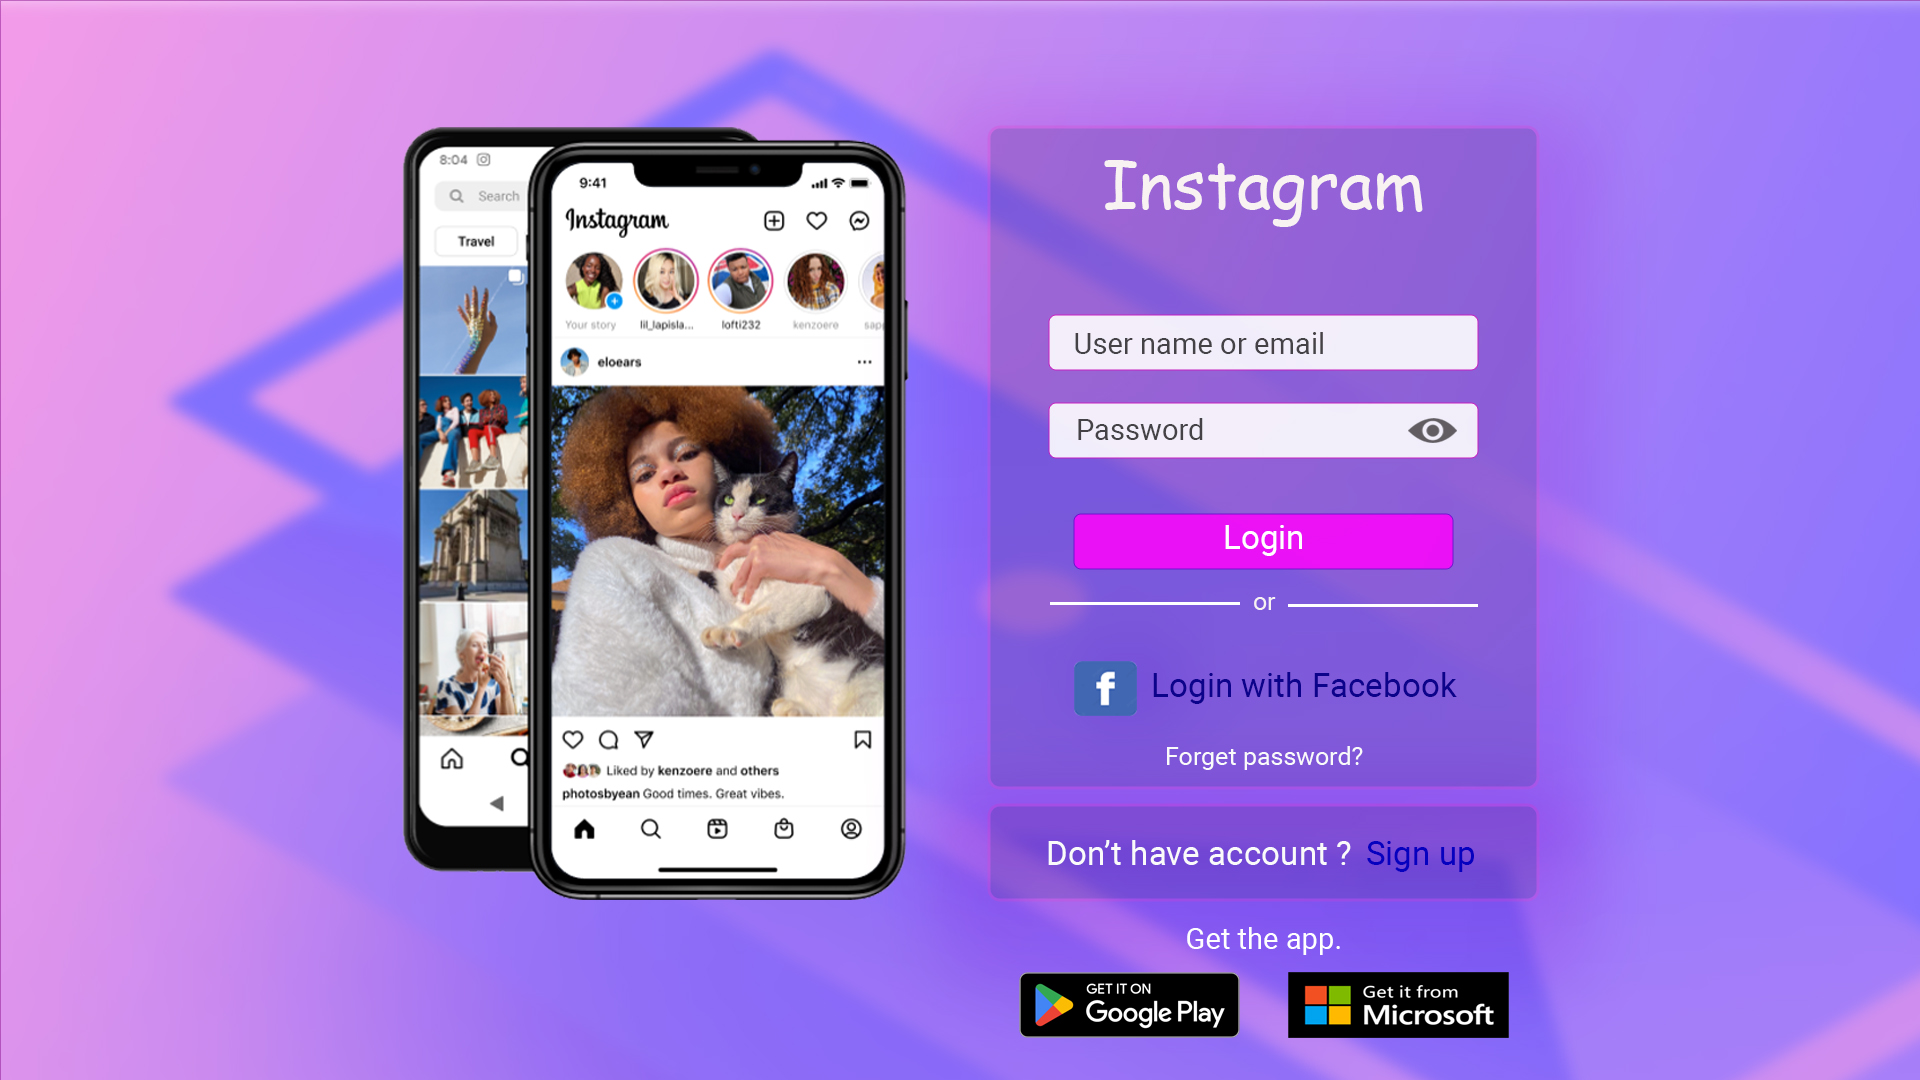 8:04
Search
Travel
9:41
Instagram
Your story
lil_lapisla...
lofti232
kenzoere
sapp
eloears
Liked by kenzoere and others
photosbyean Good times. Great vibes.
Instagram
User name or email
Password
Login
or
f
Login with Facebook
Forget password?
Don’t have account ? Sign up
Get the app.
GET IT ON
Google Play
Get it from
Microsoft